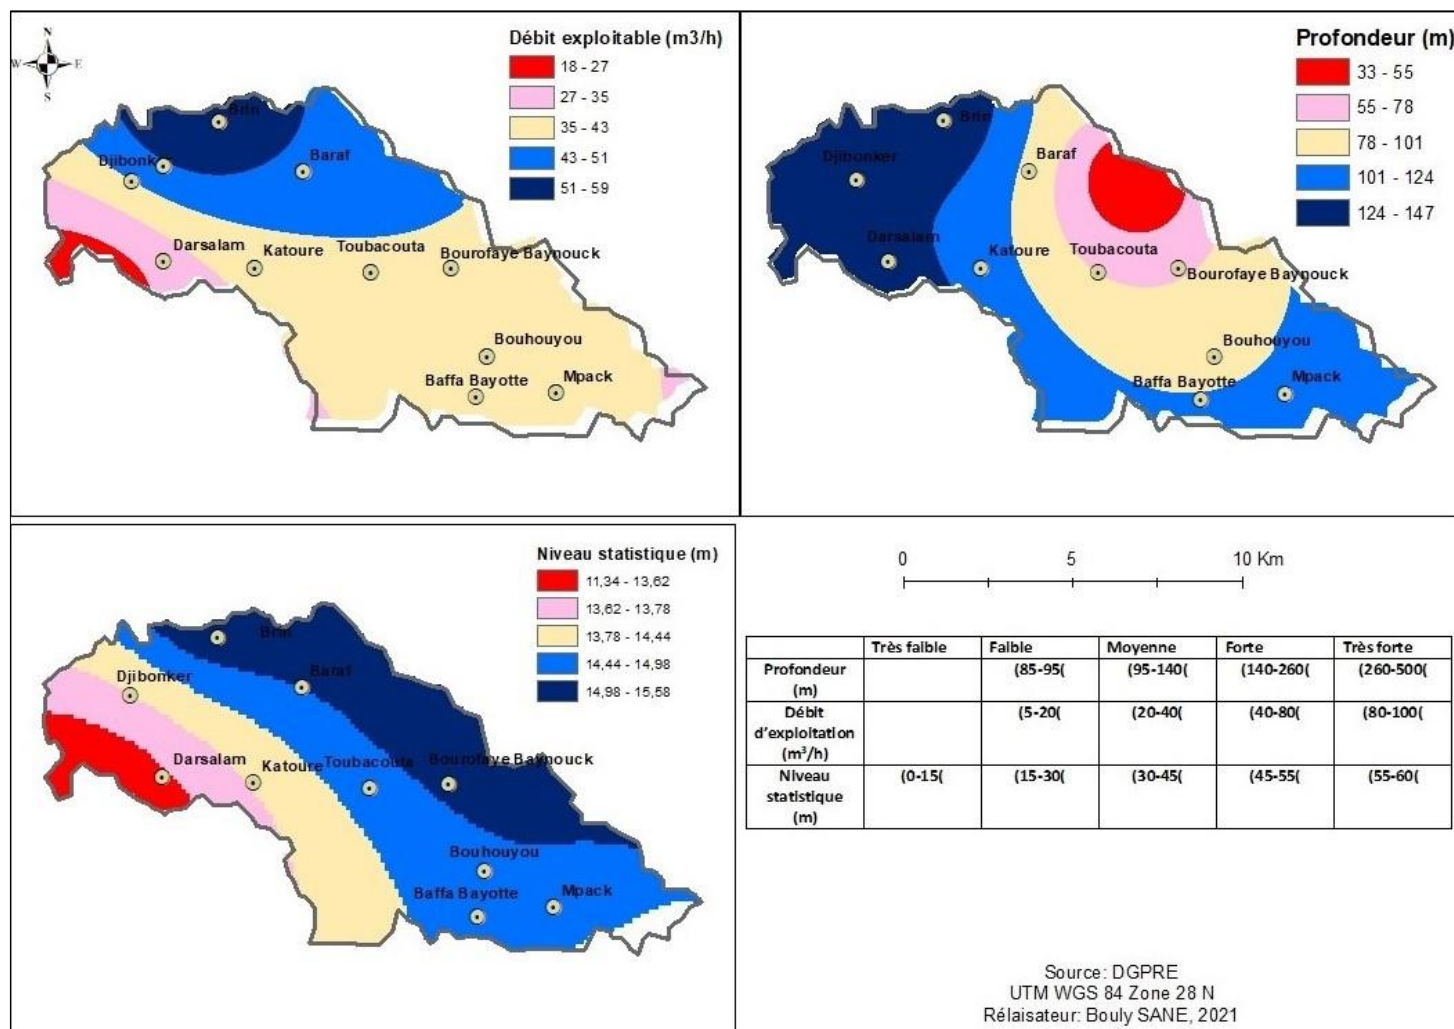 N
W
E
S
Débit exploitable (m3/h)
18 - 27
27 - 35
35 - 43
43 - 51
51 - 59
Brin
Djibonker
Baraf
Darsalam
Katoure
Toubacouta
Bourofaye Baynouck
Bouhouyou
Baffa Bayotte
Mpack
Profondeur (m)
33 - 55
55 - 78
78 - 101
101 - 124
124 - 147
Brin
Djibonker
Baraf
Darsalam
Katoure
Toubacouta
Bourofaye Baynouck
Bouhouyou
Baffa Bayotte
Mpack
Niveau statistique (m)
11,34 - 13,62
13,62 - 13,78
13,78 - 14,44
14,44 - 14,98
14,98 - 15,58
Brin
Baraf
Djibonker
Darsalam
Katoure
Toubacouta
Bourofaye Baynouck
Bouhouyou
Baffa Bayotte
Mpack
0 5 10 Km
Très faible Faible Moyenne Forte Très forte
Profondeur (85-95( (95-140( (140-260( (260-500(
(m)
Débit (5-20( (20-40( (40-80( (80-100(
d'exploitation
(m³/h)
Niveau (0-15( (15-30( (30-45( (45-55( (55-60(
statistique
(m)
Source: DGPRE
UTM WGS 84 Zone 28 N
Rélaisateur: Bouly SANE, 2021